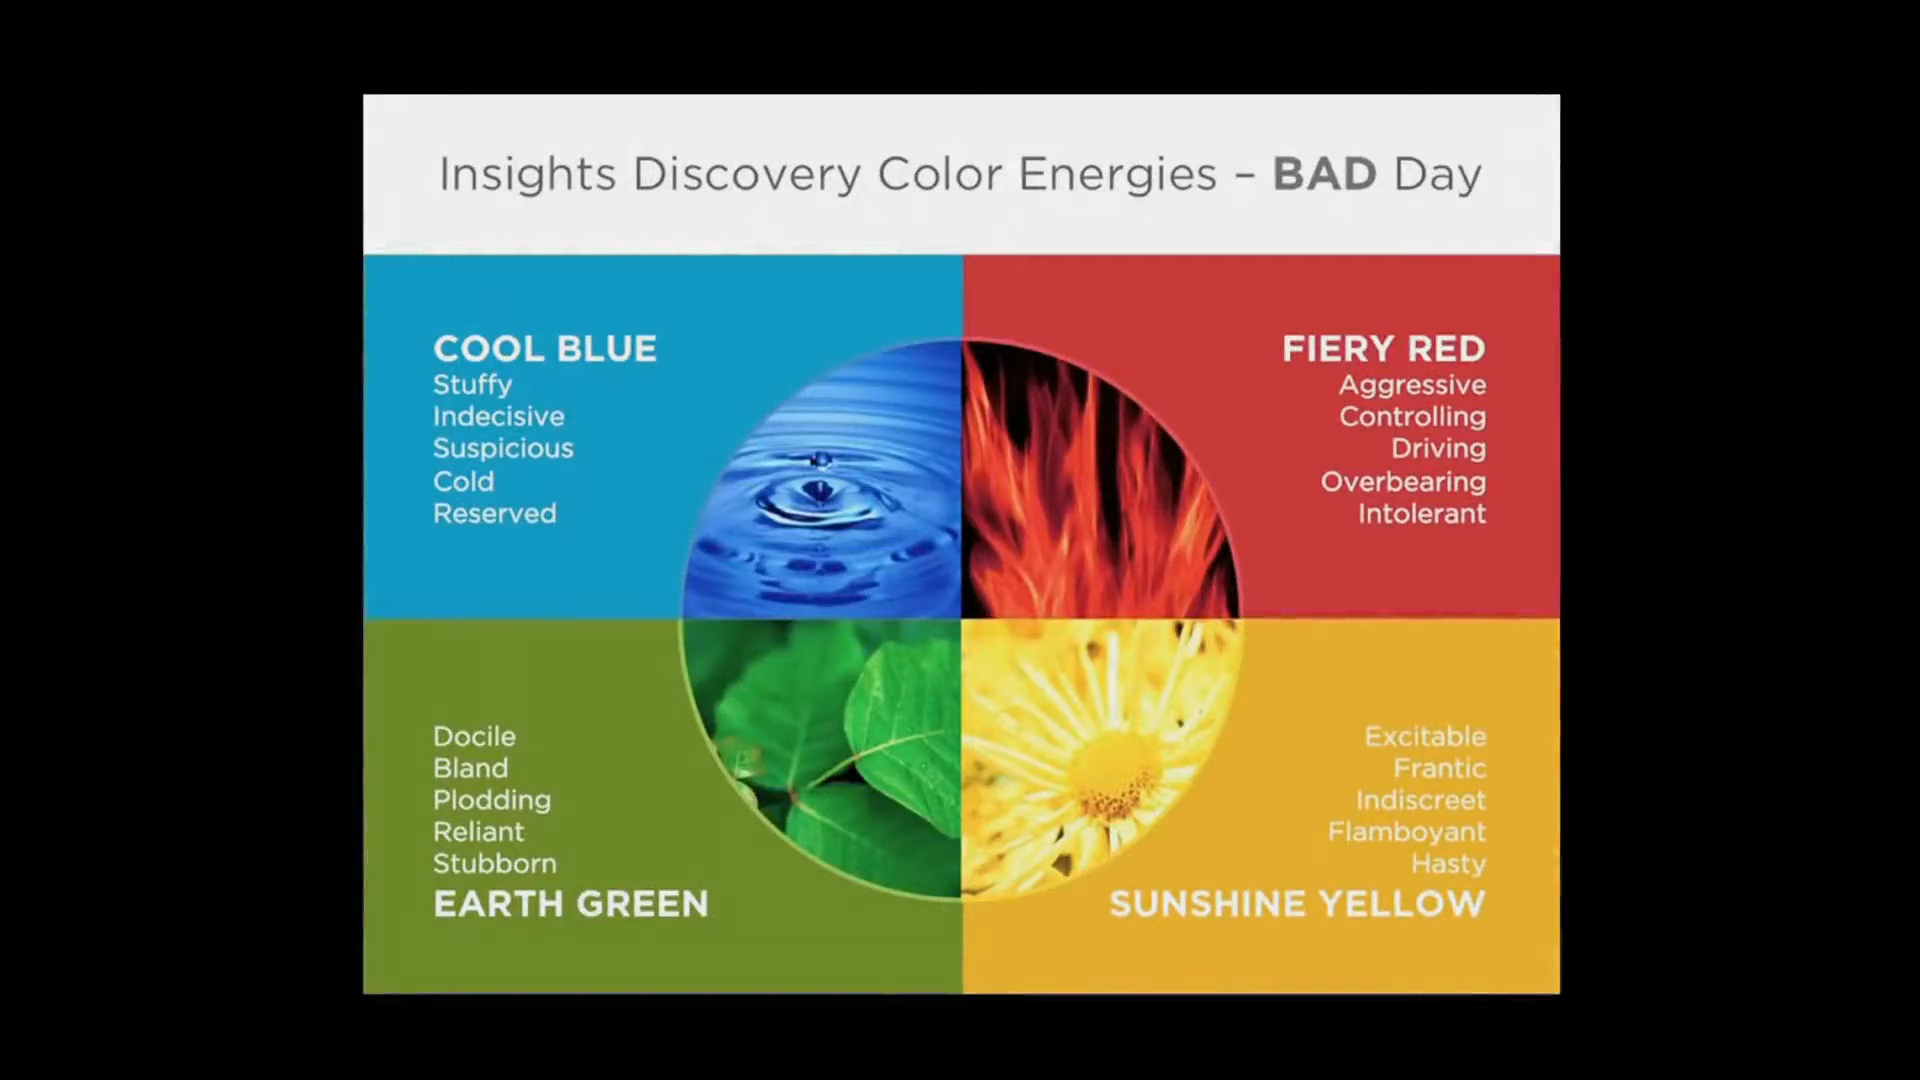 Insights Discovery Color Energies – BAD Day
COOL BLUE
Stuffy
Indecisive
Suspicious
Cold
Reserved
FIERY RED
Aggressive
Controlling
Driving
Overbearing
Intolerant
Docile
Bland
Plodding
Reliant
Stubborn
EARTH GREEN
Excitable
Frantic
Indiscreet
Flamboyant
Hasty
SUNSHINE YELLOW